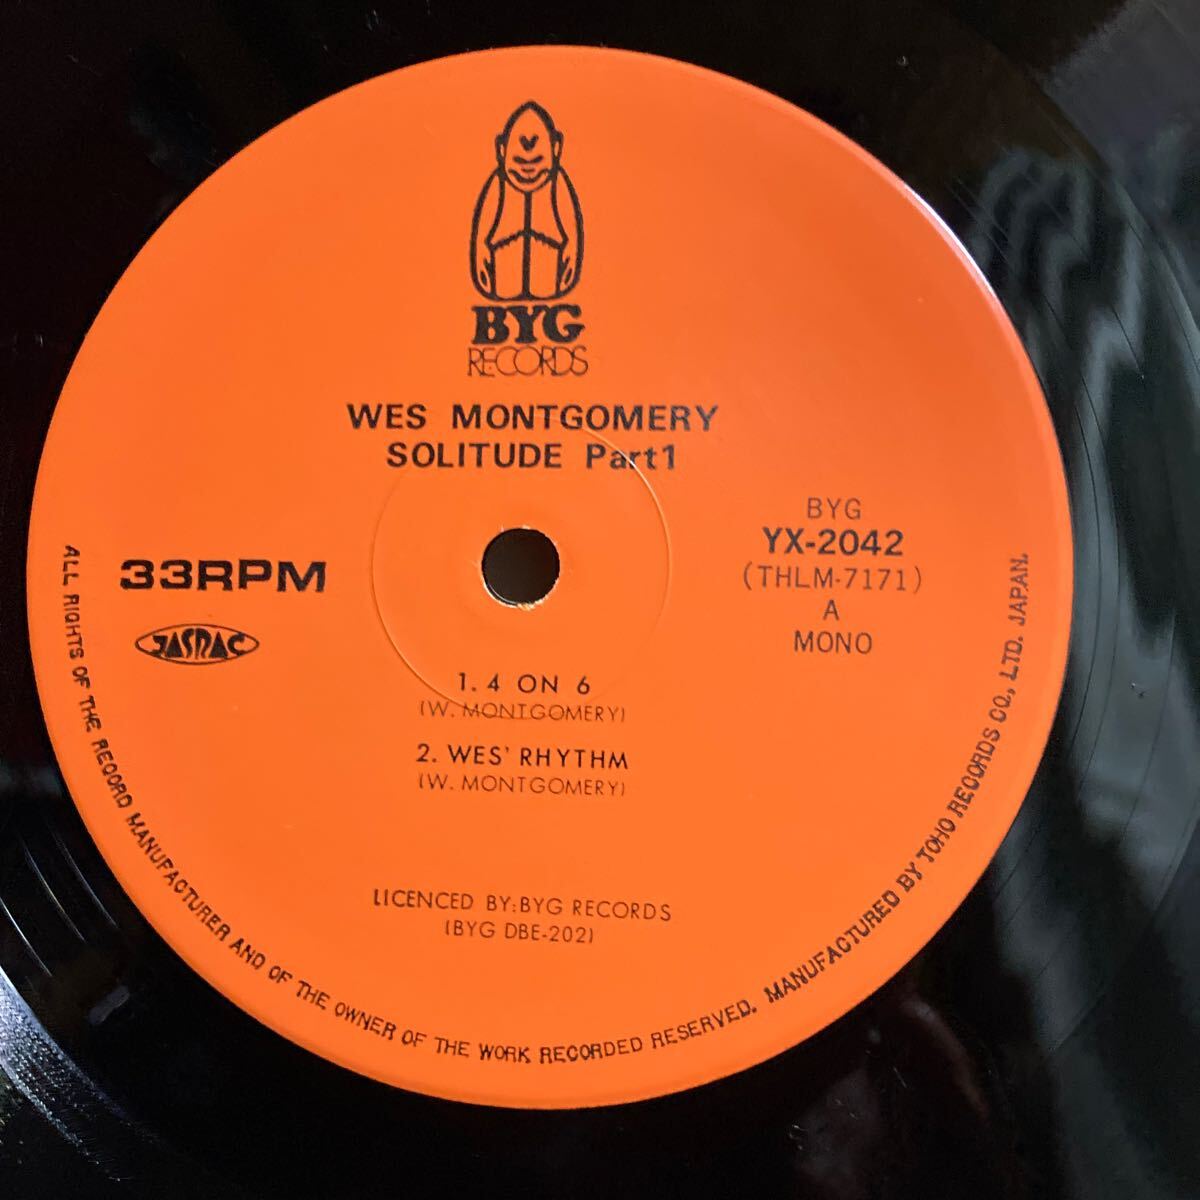 BYG
RECORDS
WES MONTGOMERY
SOLITUDE Part1
33RPM
JASRAC
BYG
YX-2042
(THLM-7171)
A
MONO
1. 4 ON 6
(W. MONTGOMERY)
2. WES' RHYTHM
(W. MONTGOMERY)
LICENCED BY:BYG RECORDS
(BYG DBE-202)
ALL RIGHTS OF THE RECORD MANUFACTURER AND OF THE OWNER OF THE WORK RECORDED RESERVED. MANUFACTURED BY TOHO RECORDS CO., LTD. JAPAN.